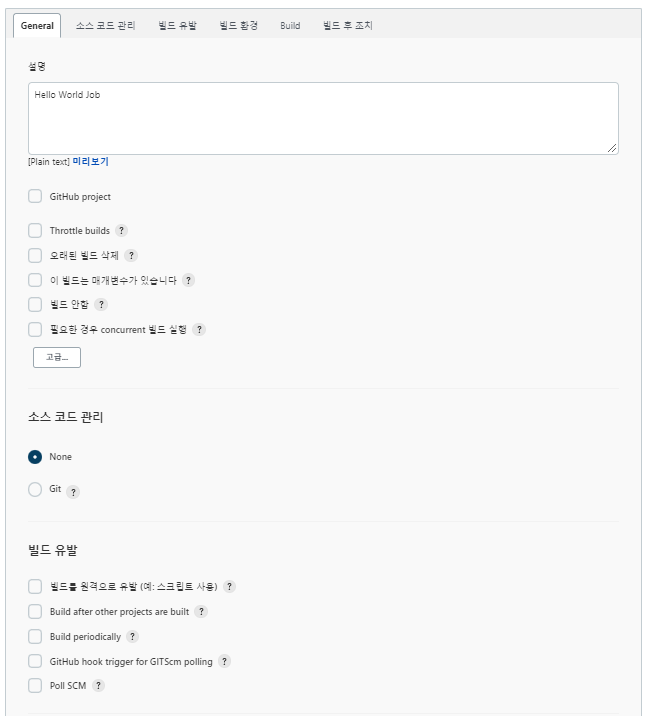 General 소스 코드 관리 빌드 유발 빌드 환경 Build 빌드 후 조치
설명
Hello World Job
[Plain text] 미리보기
GitHub project
Throttle builds ?
오래된 빌드 삭제 ?
이 빌드는 매개변수가 있습니다 ?
빌드 안함 ?
필요한 경우 concurrent 빌드 실행 ?
고급...
소스 코드 관리
None
Git ?
빌드 유발
빌드를 원격으로 유발 (예: 스크립트 사용) ?
Build after other projects are built ?
Build periodically ?
GitHub hook trigger for GITScm polling ?
Poll SCM ?